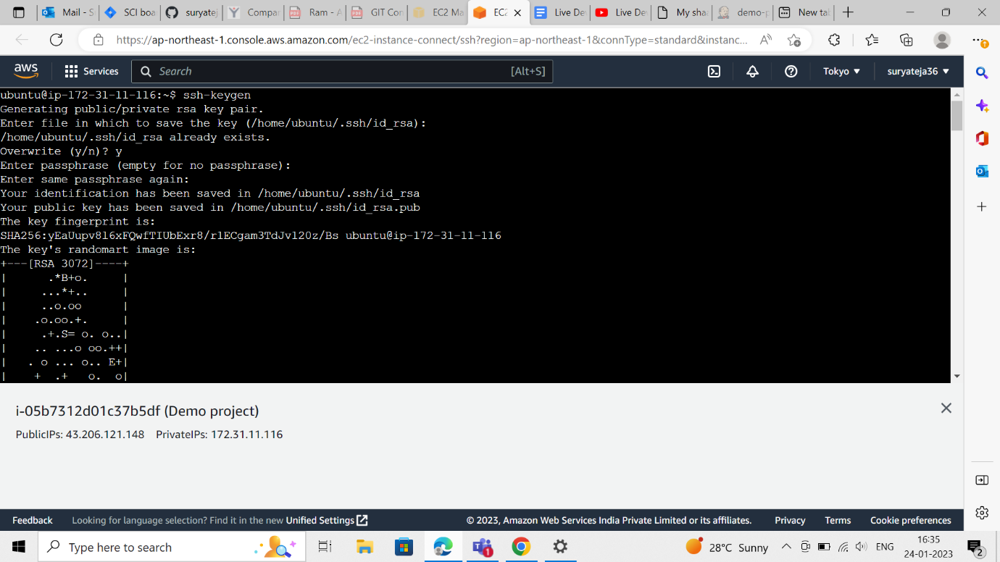 Mail - S
SCI boa
suryatej
Compar
Ram - A
GIT Con
EC2 Ma
EC2
Live De
Live De
My sha
demo-p
New tab
https://ap-northeast-1.console.aws.amazon.com/ec2-instance-connect/ssh?region=ap-northeast-1&connType=standard&instanc...
aws
Services
Search
[Alt+S]
Tokyo
suryateja36
ubuntu@ip-172-31-11-116:~$ ssh-keygen
Generating public/private rsa key pair.
Enter file in which to save the key (/home/ubuntu/.ssh/id_rsa):
/home/ubuntu/.ssh/id_rsa already exists.
Overwrite (y/n)? y
Enter passphrase (empty for no passphrase):
Enter same passphrase again:
Your identification has been saved in /home/ubuntu/.ssh/id_rsa
Your public key has been saved in /home/ubuntu/.ssh/id_rsa.pub
The key fingerprint is:
SHA256:yEaUupv8l6xFQwfTIUbExr8/rlECgam3TdJvl20z/Bs ubuntu@ip-172-31-11-116
The key's randomart image is:
+---[RSA 3072]----+
|      .*B+o.     |
|     ...*+..     |
|     ..o.oo      |
|    .o.oo.+.     |
|     .+.S= o. o..|
|    .. ...o oo.++|
|   . o ... o.. E+|
|    +  .+   o.  o|
i-05b7312d01c37b5df (Demo project)
PublicIPs: 43.206.121.148 PrivateIPs: 172.31.11.116
Feedback
Looking for language selection? Find it in the new Unified Settings
© 2023, Amazon Web Services India Private Limited or its affiliates.
Privacy
Terms
Cookie preferences
Type here to search
1
28°C Sunny
ENG
16:35
24-01-2023
2